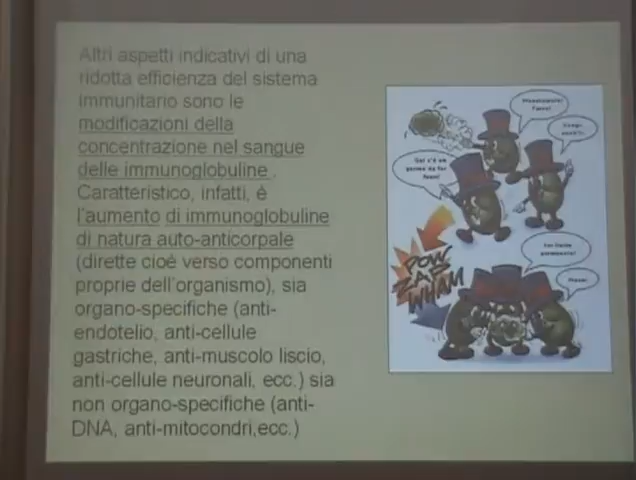 Altri aspetti indicativi di una
ridotta efficienza del sistema
immunitario sono le
modificazioni della
concentrazione nel sangue
delle immunoglobuline .
Caratteristico, infatti, è
l'aumento di immunoglobuline
di natura auto-anticorpale
(dirette cioè verso componenti
proprie dell'organismo), sia
organo-specifiche (anti-
endotelio, anti-cellule
gastriche, anti-muscolo liscio,
anti-cellule neuronali, ecc.) sia
non organo-specifiche (anti-
DNA, anti-mitocondri,ecc.)
POW
ZAP
WHAM